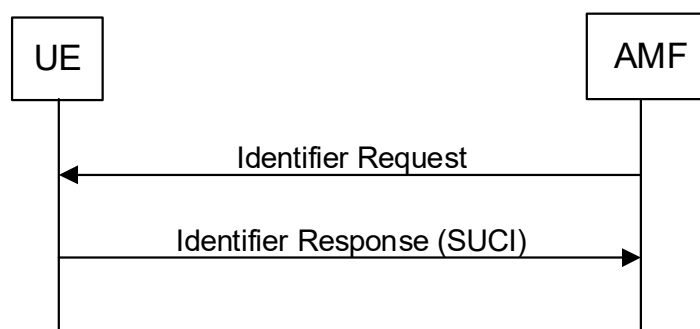 UE
AMF
Identifier Request
Identifier Response (SUCI)